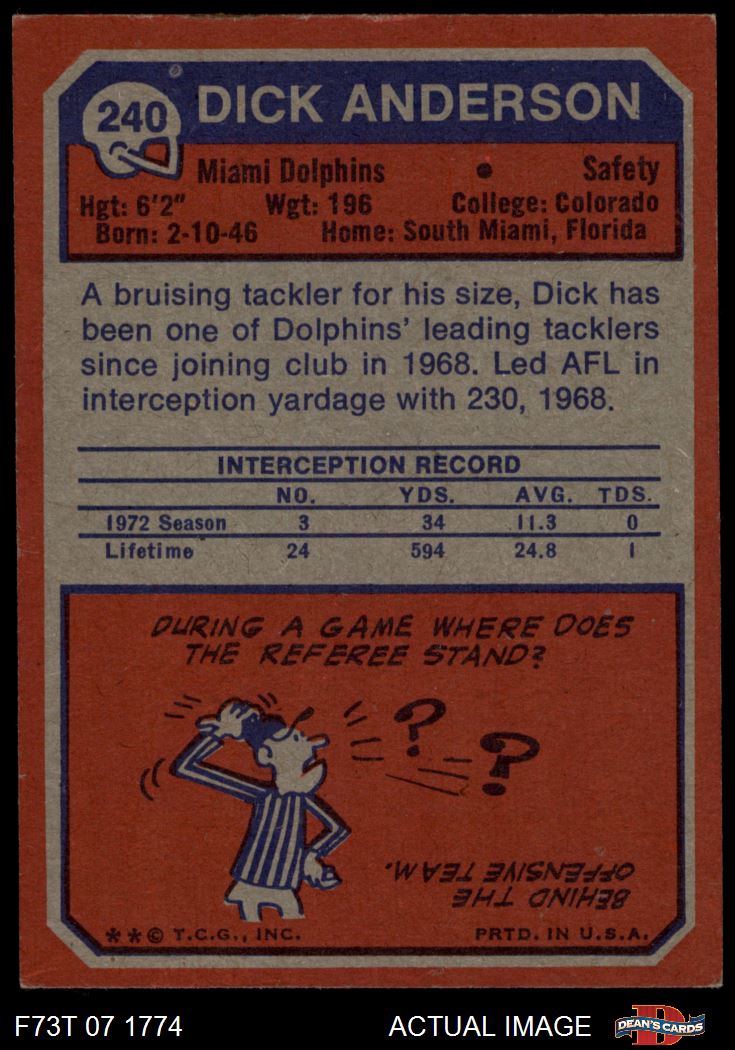 240
DICK ANDERSON
Miami Dolphins • Safety
Hgt: 6'2" Wgt: 196 College: Colorado
Born: 2-10-46 Home: South Miami, Florida
A bruising tackler for his size, Dick has
been one of Dolphins' leading tacklers
since joining club in 1968. Led AFL in
interception yardage with 230, 1968.
INTERCEPTION RECORD
NO. YDS. AVG. TDS.
1972 Season 3 34 11.3 0
Lifetime 24 594 24.8 1
DURING A GAME WHERE DOES
THE REFEREE STAND?
? ?
BEHIND THE
OFFENSIVE TEAM.
** © T.C.G., INC. PRTD. IN U.S.A.
F73T 07 1774 ACTUAL IMAGE D DEAN'S CARDS